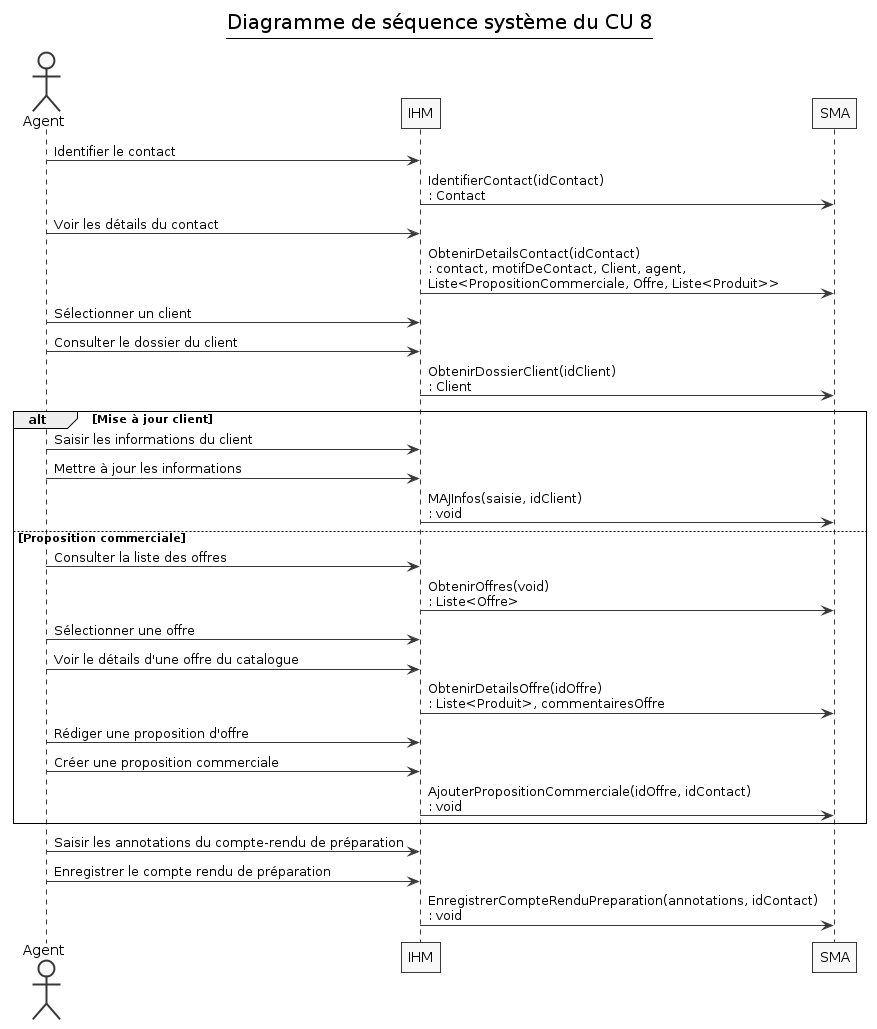 Diagramme de séquence système du CU 8
Agent
IHM
SMA
Identifier le contact
IdentifierContact(idContact)
: Contact
Voir les détails du contact
ObtenirDetailsContact(idContact)
: contact, motifDeContact, Client, agent,
Liste<PropositionCommerciale, Offre, Liste<Produit>>
Sélectionner un client
Consulter le dossier du client
ObtenirDossierClient(idClient)
: Client
alt [Mise à jour client]
Saisir les informations du client
Mettre à jour les informations
MAJInfos(saisie, idClient)
: void
[Proposition commerciale]
Consulter la liste des offres
ObtenirOffres(void)
: Liste<Offre>
Sélectionner une offre
Voir le détails d'une offre du catalogue
ObtenirDetailsOffre(idOffre)
: Liste<Produit>, commentairesOffre
Rédiger une proposition d'offre
Créer une proposition commerciale
AjouterPropositionCommerciale(idOffre, idContact)
: void
Saisir les annotations du compte-rendu de préparation
Enregistrer le compte rendu de préparation
EnregistrerCompteRenduPreparation(annotations, idContact)
: void
Agent
IHM
SMA